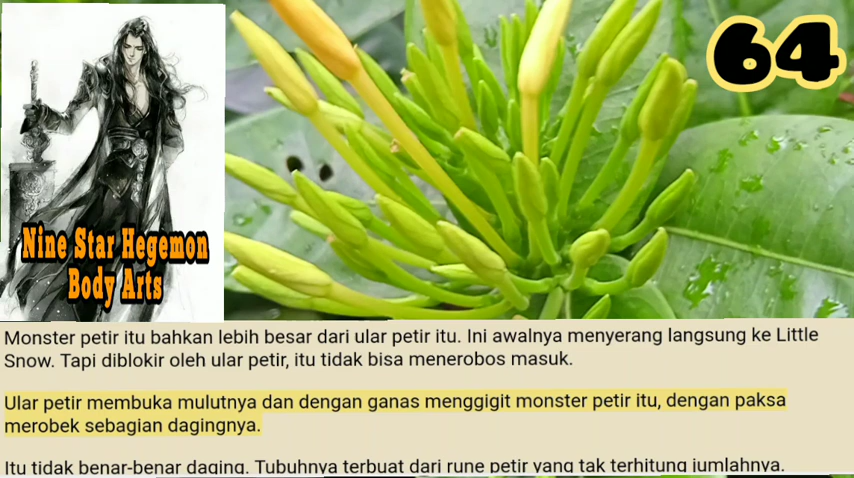 64
Nine Star Hegemon
Body Arts
Monster petir itu bahkan lebih besar dari ular petir itu. Ini awalnya menyerang langsung ke Little
Snow. Tapi diblokir oleh ular petir, itu tidak bisa menerobos masuk.
Ular petir membuka mulutnya dan dengan ganas menggigit monster petir itu, dengan paksa
merobek sebagian dagingnya.
Itu tidak benar-benar daging. Tubuhnya terbuat dari rune petir yang tak terhitung jumlahnya.